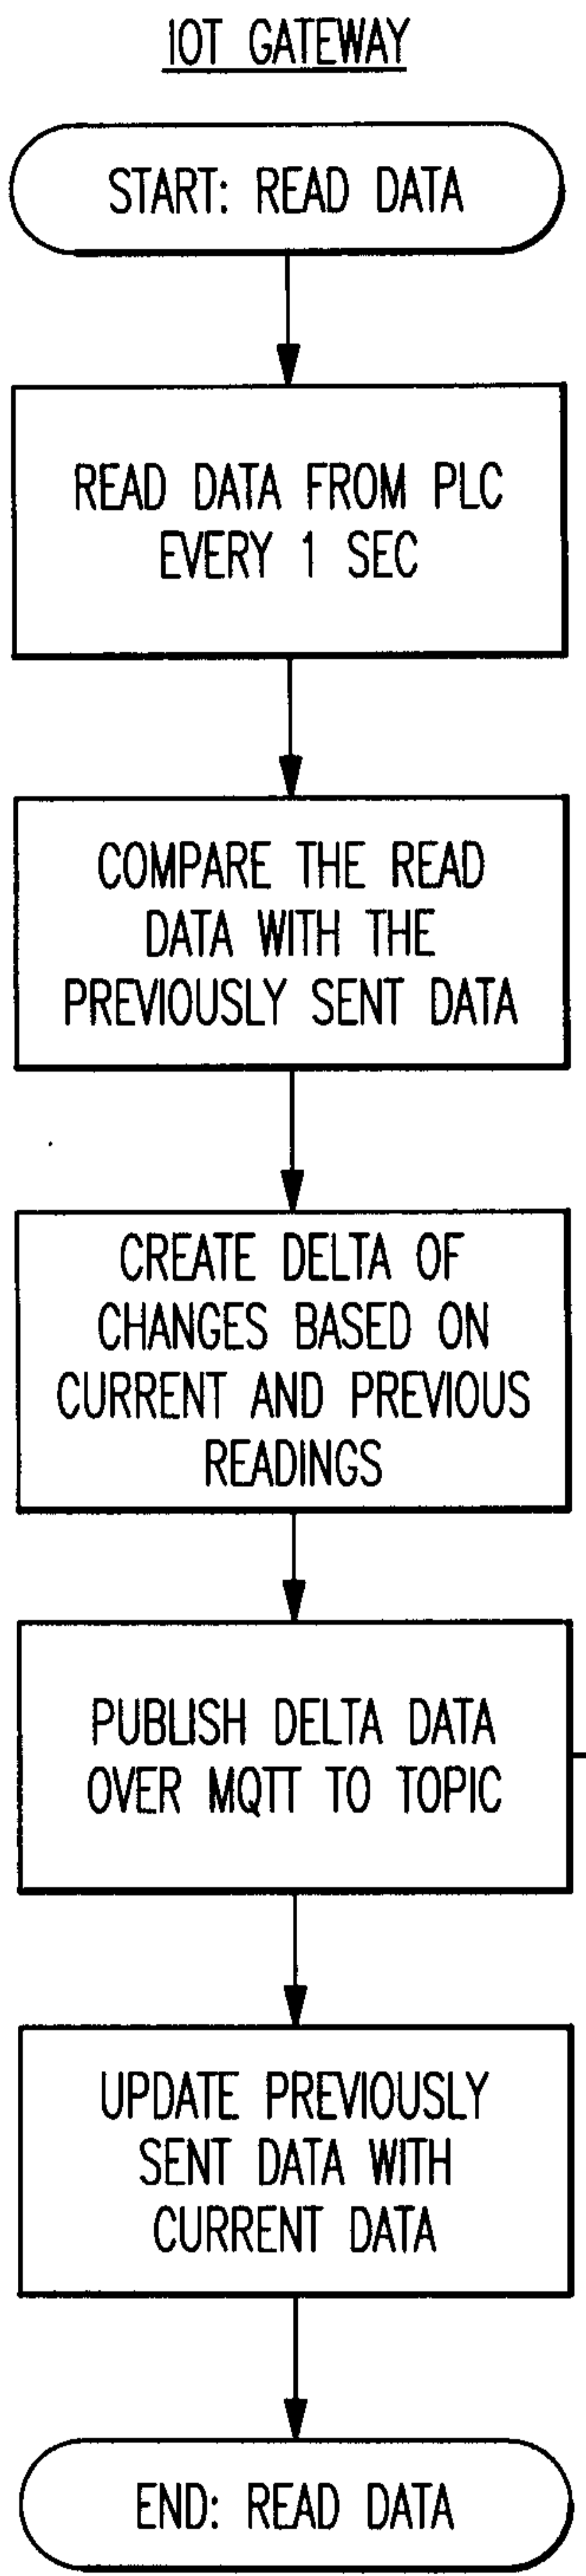 IOT GATEWAY
START: READ DATA
READ DATA FROM PLC
EVERY 1 SEC
COMPARE THE READ
DATA WITH THE
PREVIOUSLY SENT DATA
CREATE DELTA OF
CHANGES BASED ON
CURRENT AND PREVIOUS
READINGS
PUBLISH DELTA DATA
OVER MQTT TO TOPIC
UPDATE PREVIOUSLY
SENT DATA WITH
CURRENT DATA
END: READ DATA